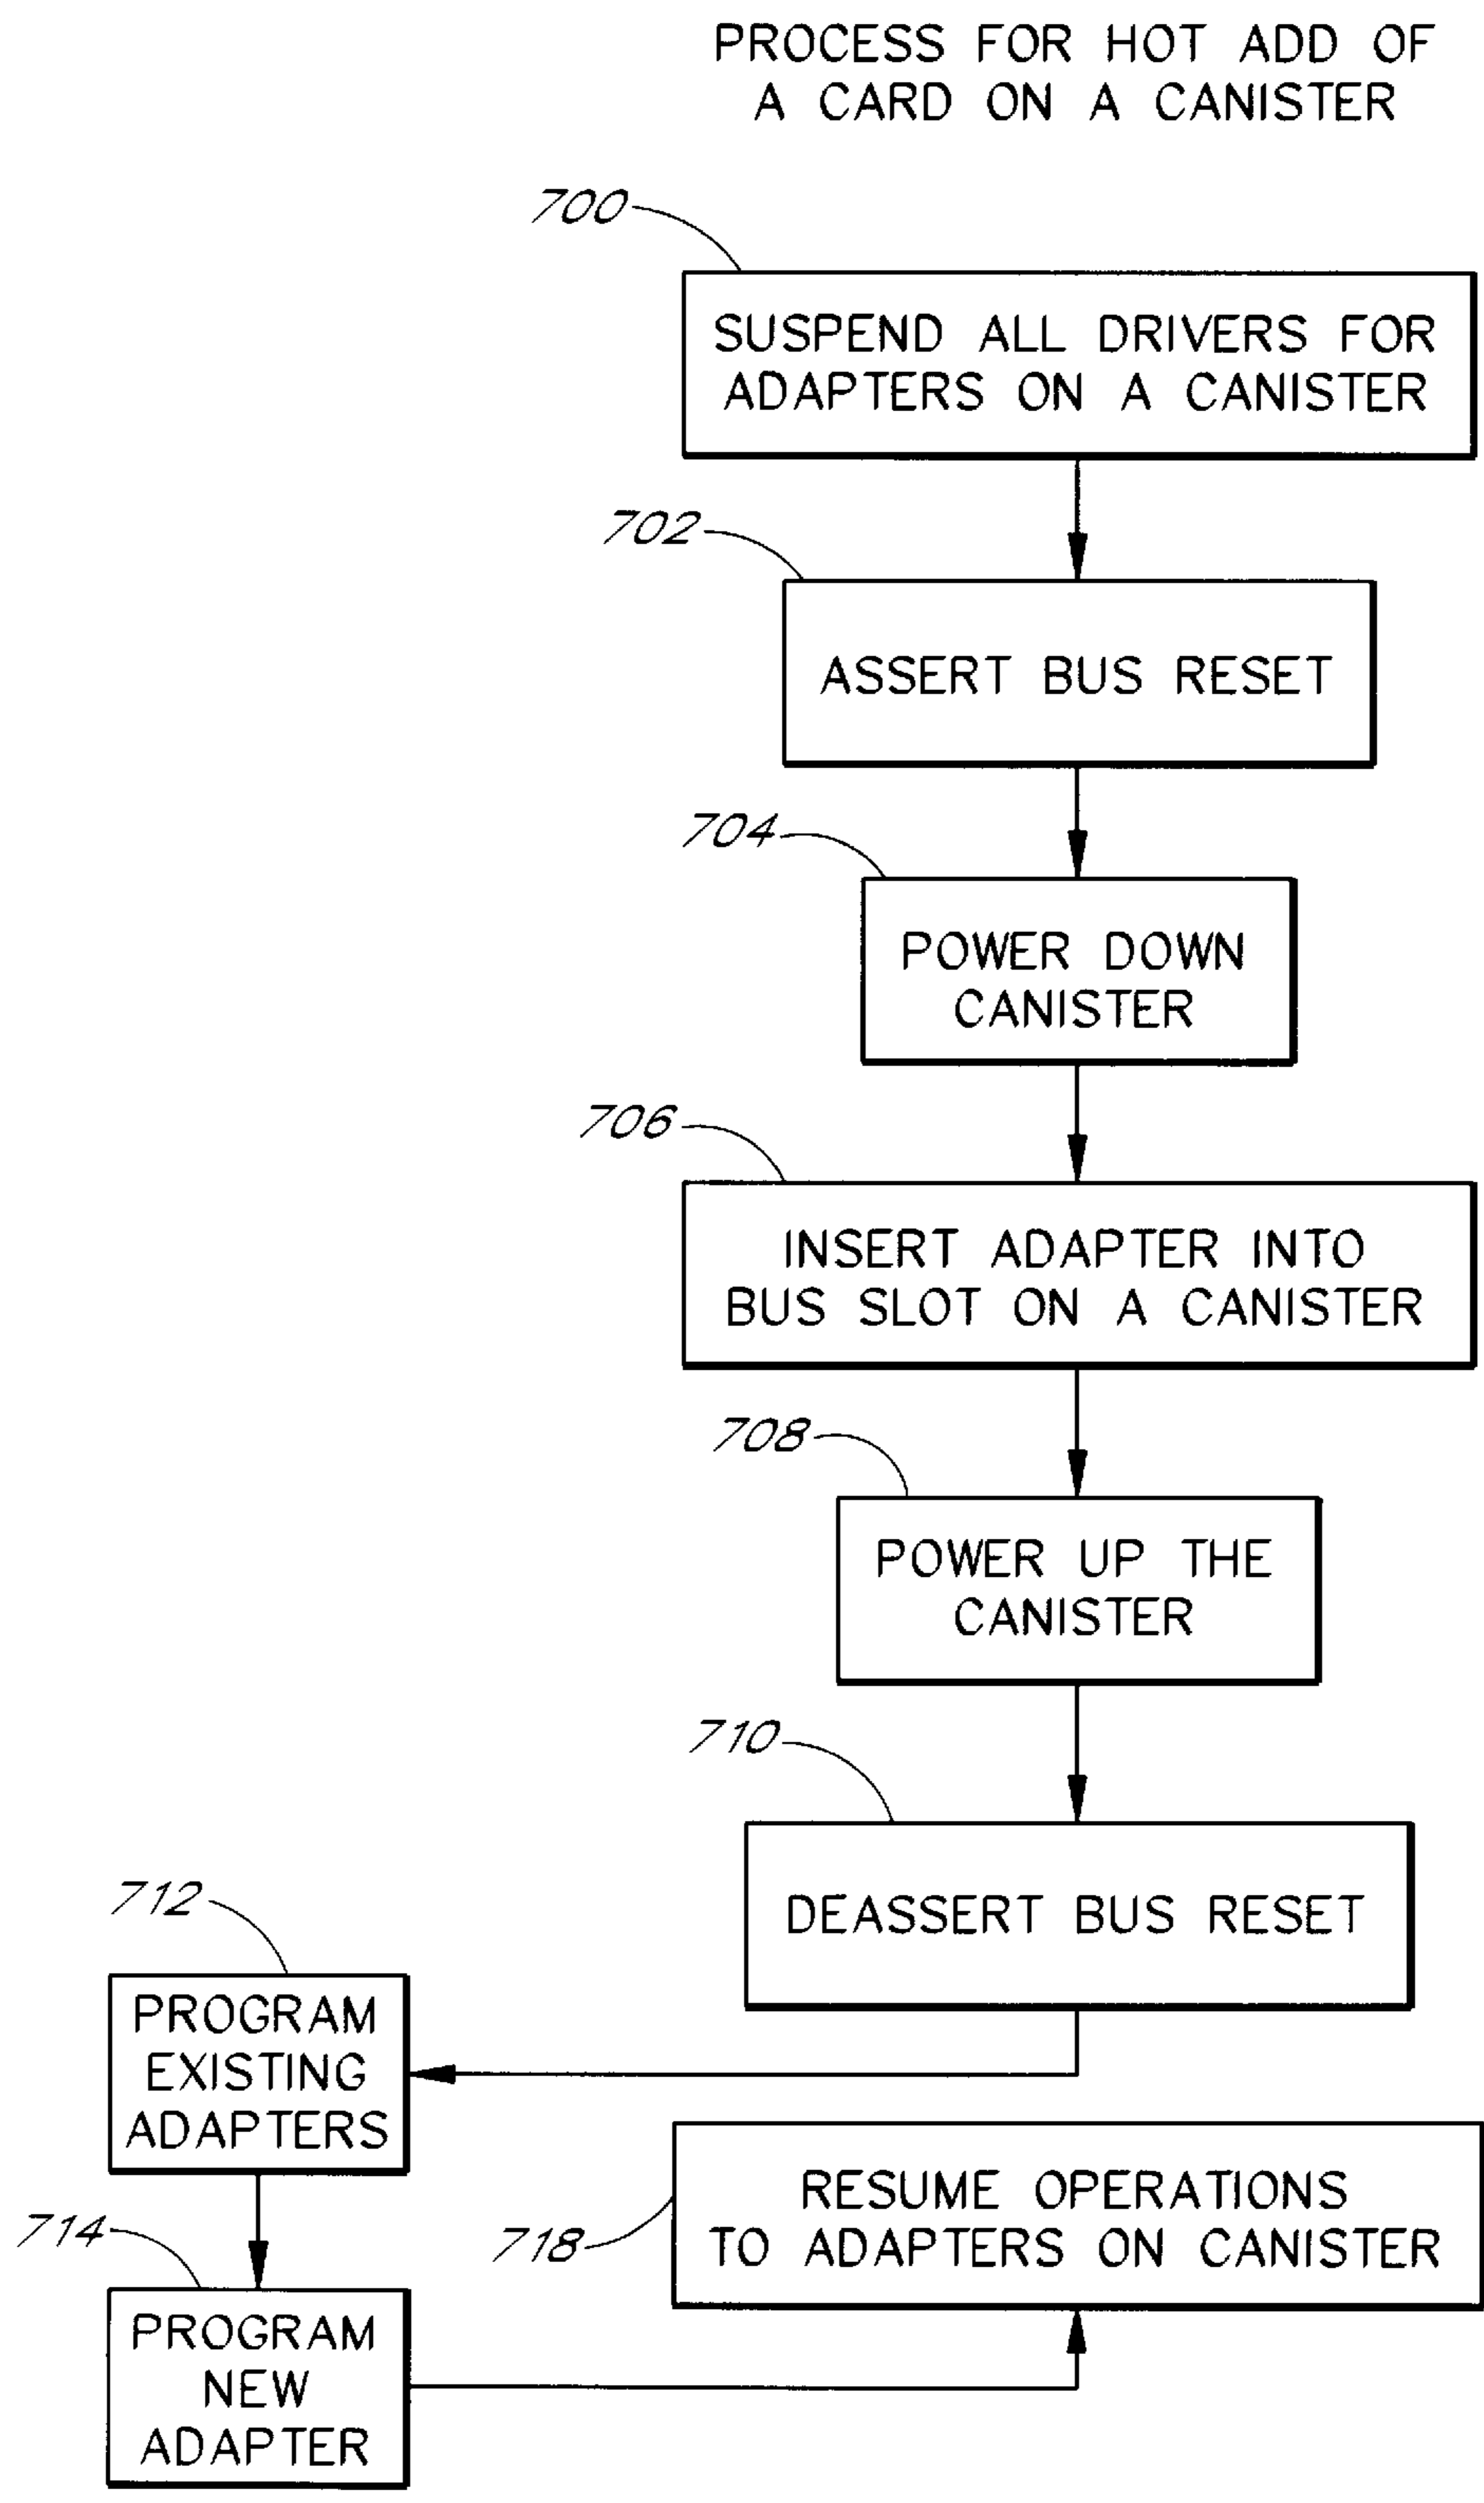 PROCESS FOR HOT ADD OF
A CARD ON A CANISTER
700
SUSPEND ALL DRIVERS FOR
ADAPTERS ON A CANISTER
702
ASSERT BUS RESET
704
POWER DOWN
CANISTER
706
INSERT ADAPTER INTO
BUS SLOT ON A CANISTER
708
POWER UP THE
CANISTER
710
DEASSERT BUS RESET
712
PROGRAM
EXISTING
ADAPTERS
714
PROGRAM
NEW
ADAPTER
718
RESUME OPERATIONS
TO ADAPTERS ON CANISTER